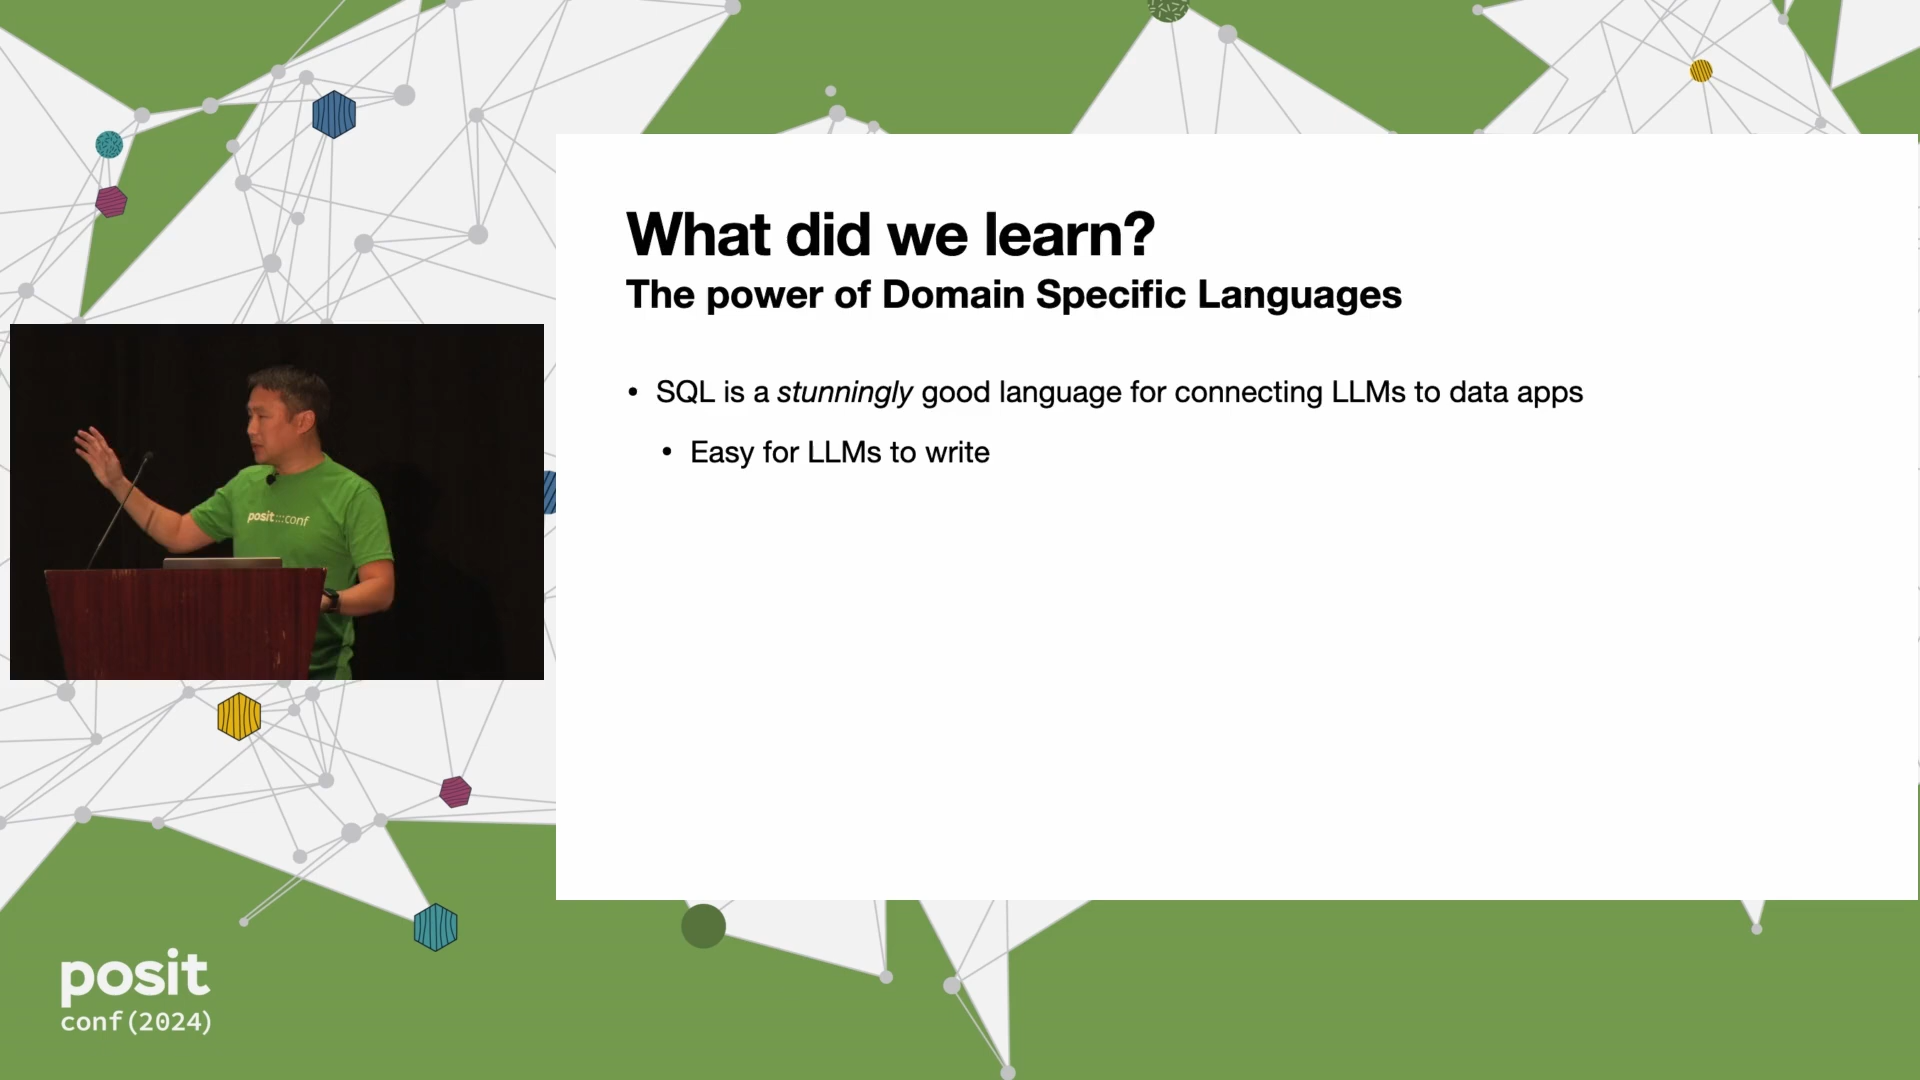 What did we learn?
The power of Domain Specific Languages
• SQL is a stunningly good language for connecting LLMs to data apps
• Easy for LLMs to write
posit::conf
posit
conf(2024)